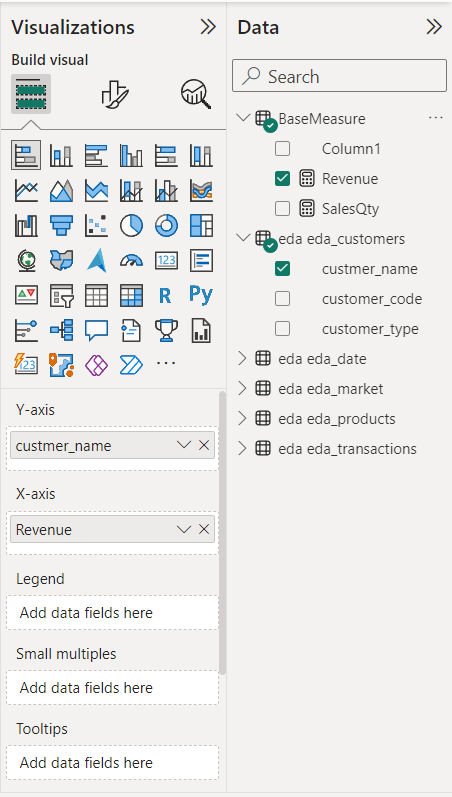 Visualizations
Build visual
123
R
Py
123
Y-axis
custmer_name
X-axis
Revenue
Legend
Add data fields here
Small multiples
Add data fields here
Tooltips
Add data fields here
Data
Search
BaseMeasure
Column1
Revenue
SalesQty
eda eda_customers
custmer_name
customer_code
customer_type
eda eda_date
eda eda_market
eda eda_products
eda eda_transactions